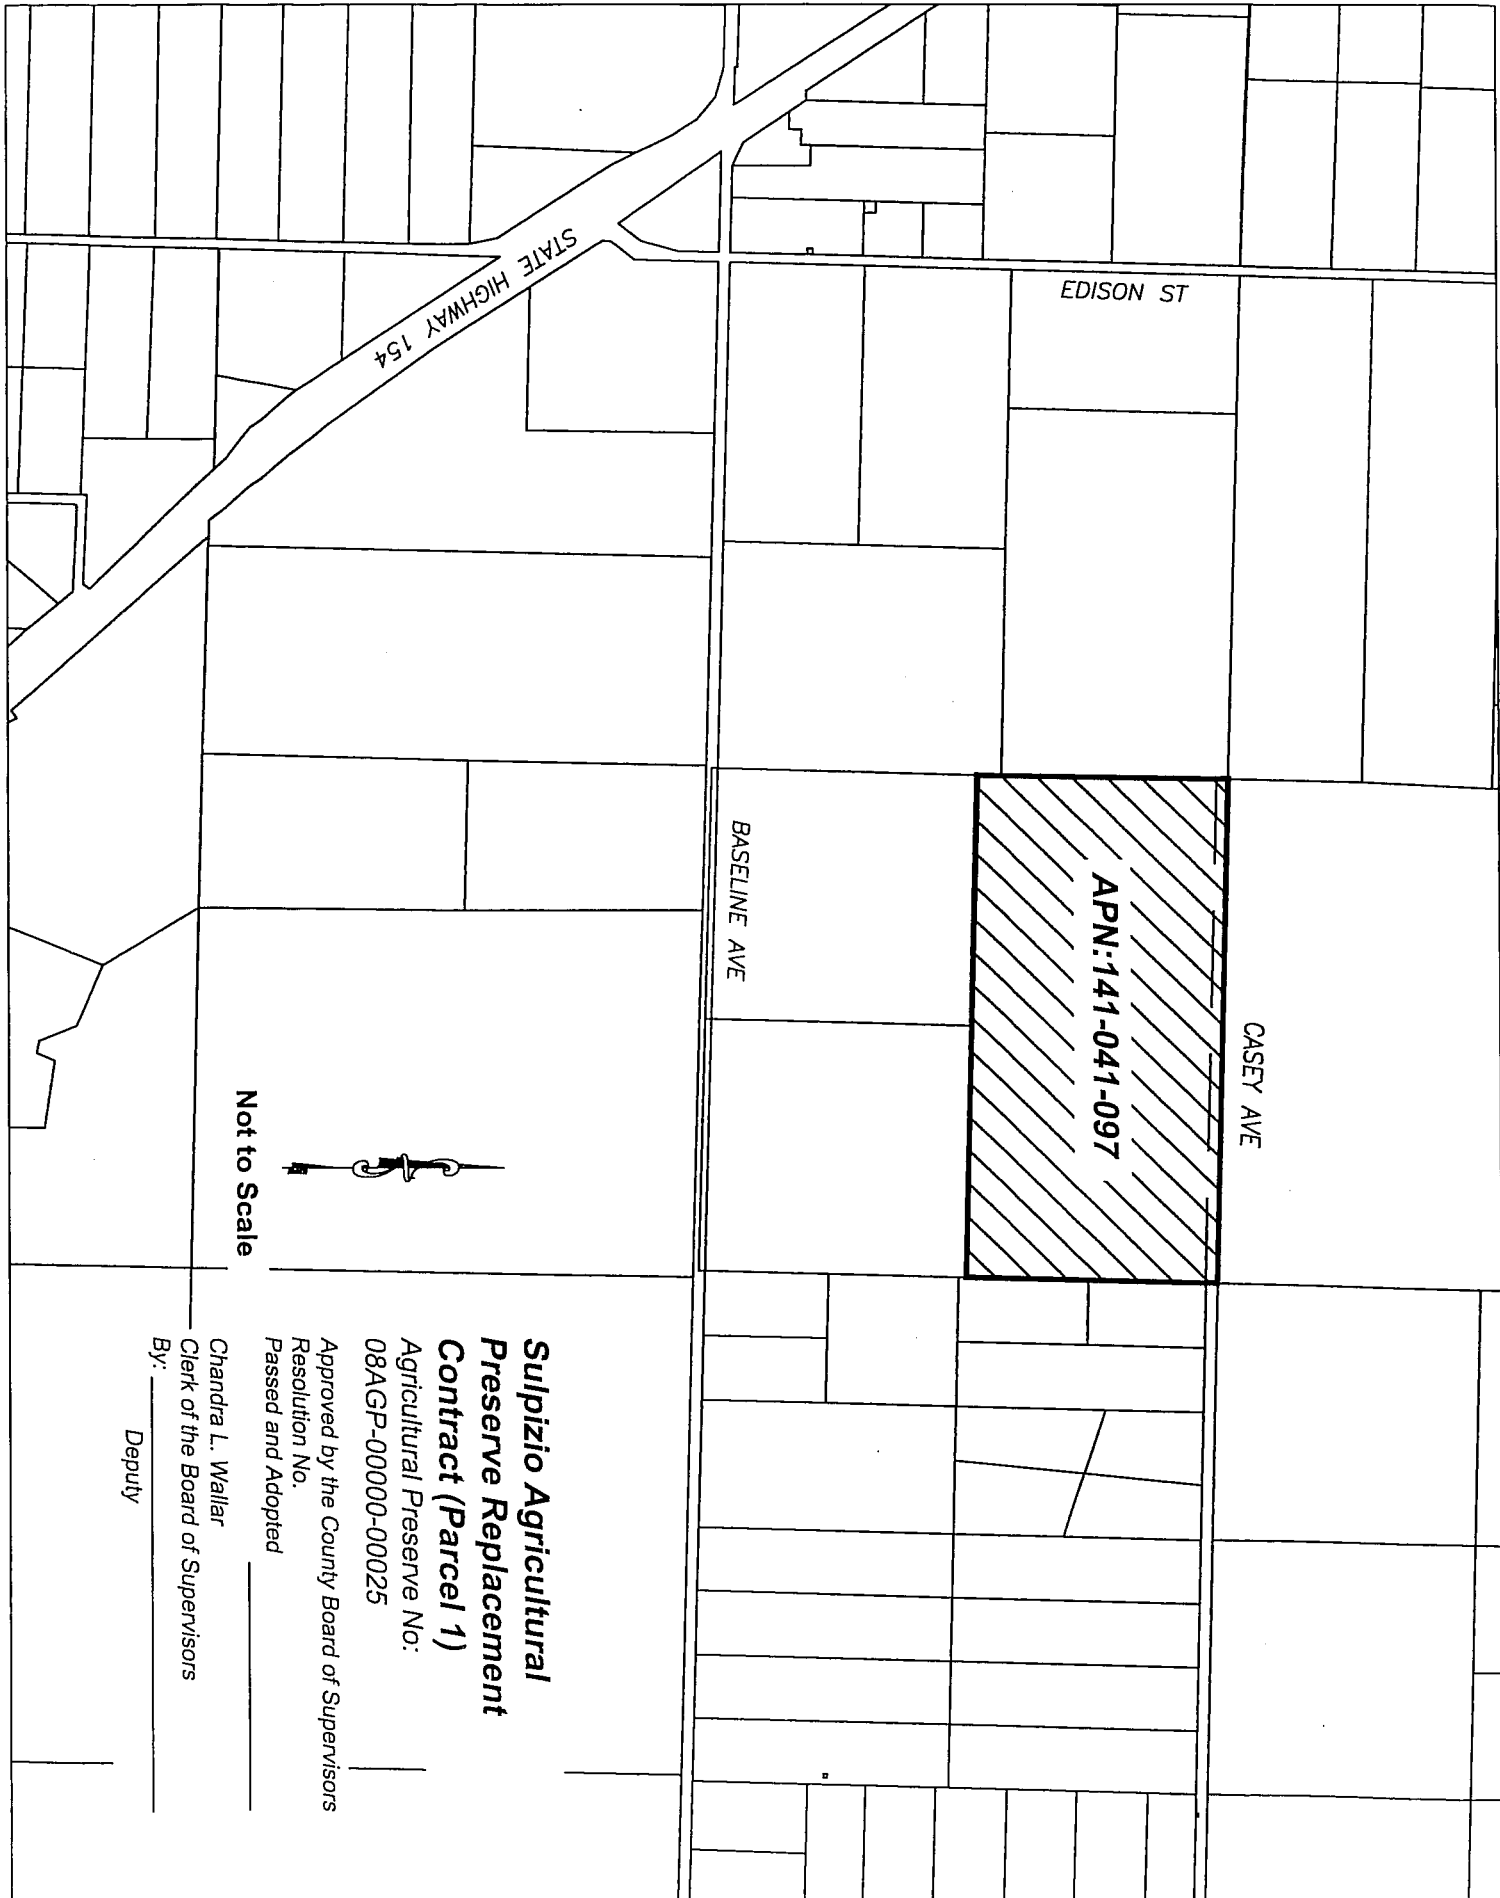 STATE HIGHWAY 154
EDISON ST
CASEY AVE
APN:141-041-097
BASELINE AVE
Not to Scale
Sulpizio Agricultural
Preserve Replacement
Contract (Parcel 1)
Agricultural Preserve No:
08AGP-00000-00025
Approved by the County Board of Supervisors
Resolution No.
Passed and Adopted
Chandra L. Wallar
Clerk of the Board of Supervisors
By:
Deputy